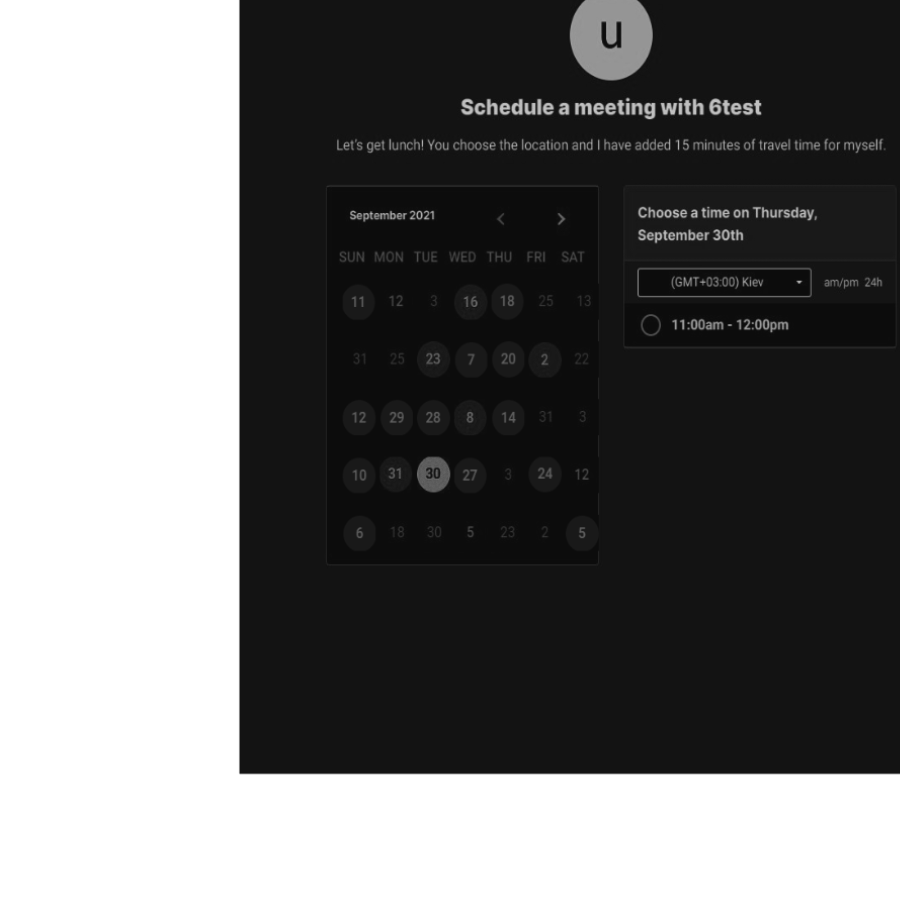 u
Schedule a meeting with 6test
Let's get lunch! You choose the location and I have added 15 minutes of travel time for myself.
September 2021
SUN MON TUE WED THU FRI SAT
11 12 3 16 18 25 13
31 25 23 7 20 2 22
12 29 28 8 14 31 3
10 31 30 27 3 24 12
6 18 30 5 23 2 5
Choose a time on Thursday,
September 30th
(GMT+03:00) Kiev am/pm 24h
11:00am - 12:00pm